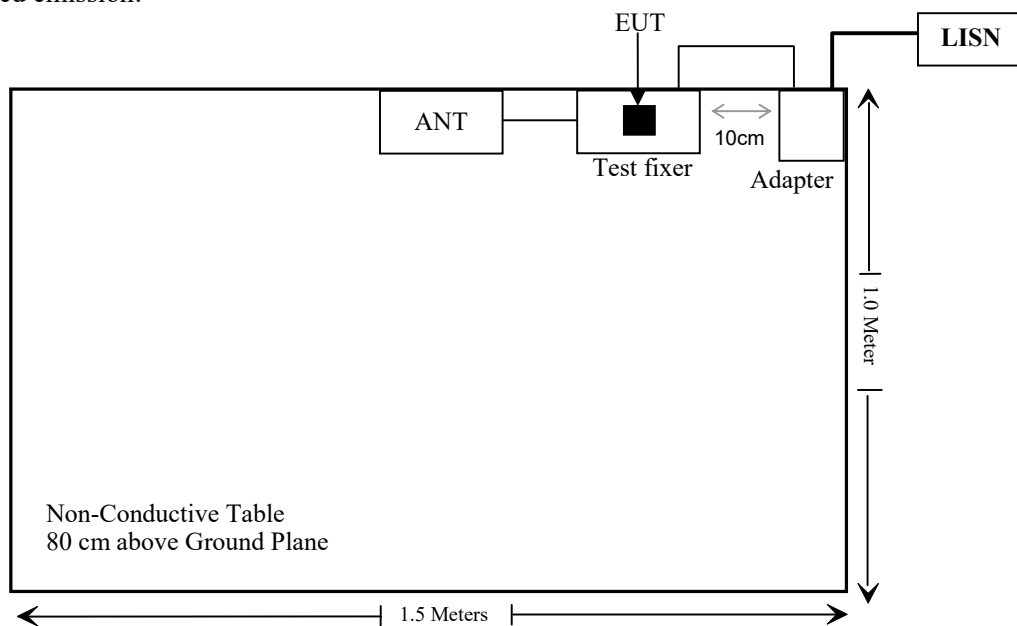 emission.
EUT
LISN
ANT
10cm
Test fixer
Adapter
1.0 Meter
Non-Conductive Table
80 cm above Ground Plane
1.5 Meters